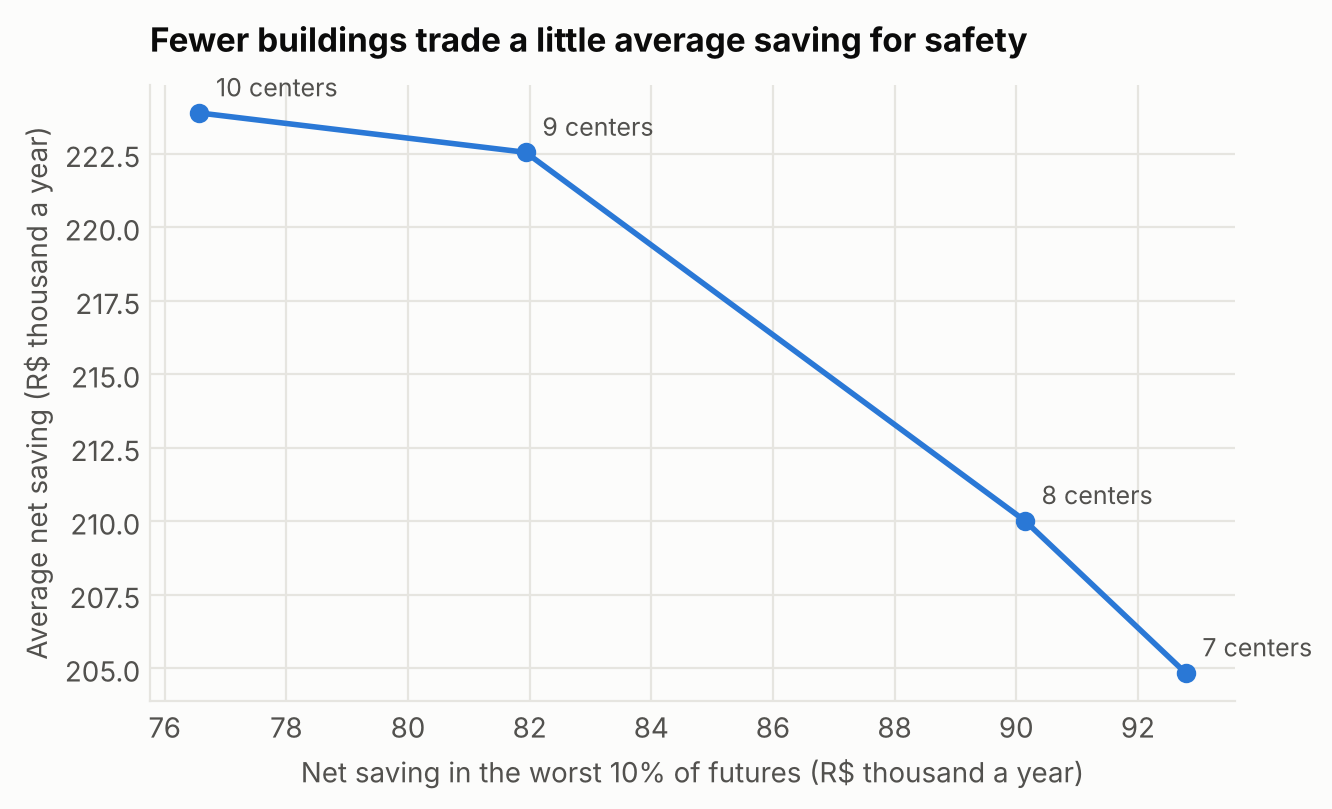 Fewer buildings trade a little average saving for safety
10 centers
9 centers
8 centers
7 centers
Average net saving (R$ thousand a year)
222.5
220.0
217.5
215.0
212.5
210.0
207.5
205.0
76 78 80 82 84 86 88 90 92
Net saving in the worst 10% of futures (R$ thousand a year)